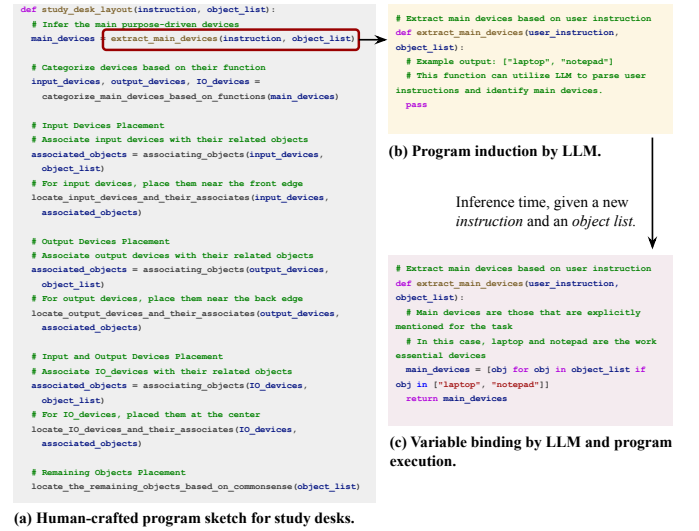 def study_desk_layout(instruction, object_list):
# Infer the main purpose-driven devices
main_devices = extract_main_devices(instruction, object_list)
# Categorize devices based on their function
input_devices, output_devices, IO_devices =
categorize_main_devices_based_on_functions(main_devices)
# Input Devices Placement
# Associate input devices with their related objects
associated_objects = associating_objects(input_devices,
object_list)
# For input devices, place them near the front edge
locate_input_devices_and_their_associates(input_devices,
associated_objects)
# Output Devices Placement
# Associate output devices with their related objects
associated_objects = associating_objects(output_devices,
object_list)
# For output devices, place them near the back edge
locate_output_devices_and_their_associates(output_devices,
associated_objects)
# Input and Output Devices Placement
# Associate IO_devices with their related objects
associated_objects = associating_objects(IO_devices,
object_list)
# For IO_devices, placed them at the center
locate_IO_devices_and_their_associates(IO_devices,
associated_objects)
# Remaining Objects Placement
locate_the_remaining_objects_based_on_commonsense(object_list)
(a) Human-crafted program sketch for study desks.
# Extract main devices based on user instruction
def extract_main_devices(user_instruction,
object_list):
# Example output: ["laptop", "notepad"]
# This function can utilize LLM to parse user
instructions and identify main devices.
pass
(b) Program induction by LLM.
Inference time, given a new
instruction and an object list.
# Extract main devices based on user instruction
def extract_main_devices(user_instruction,
object_list):
# Main devices are those that are explicitly
mentioned for the task
# In this case, laptop and notepad are the work
essential devices
main_devices = [obj for obj in object_list if
obj in ["laptop", "notepad"]]
return main_devices
(c) Variable binding by LLM and program
execution.